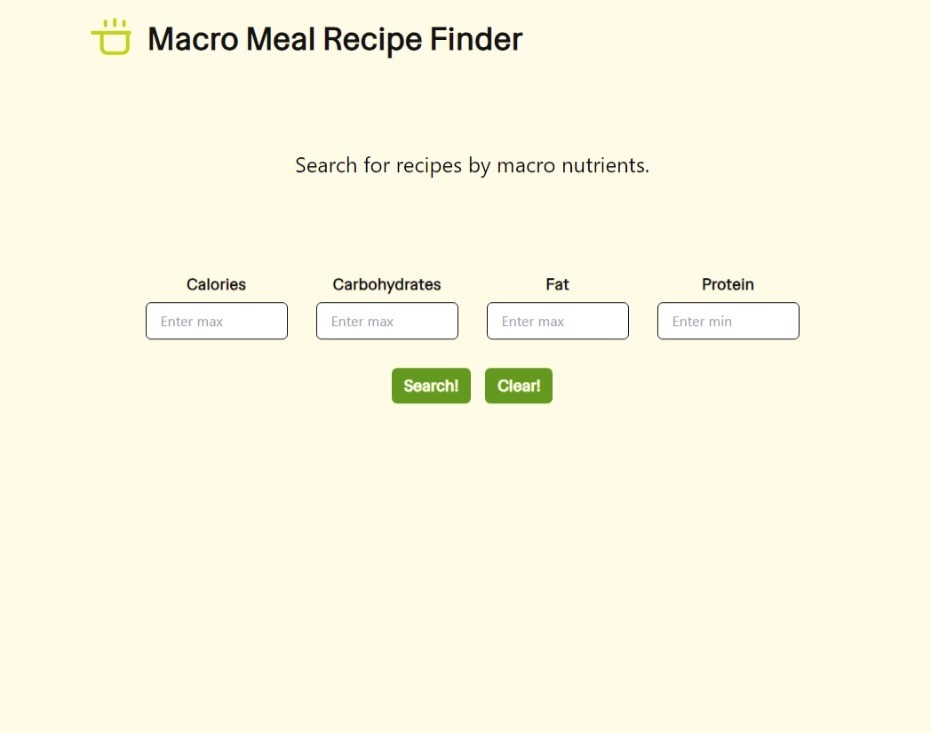 Macro Meal Recipe Finder
Search for recipes by macro nutrients.
Calories Carbohydrates Fat Protein
Enter max Enter max Enter max Enter min
Search! Clear!